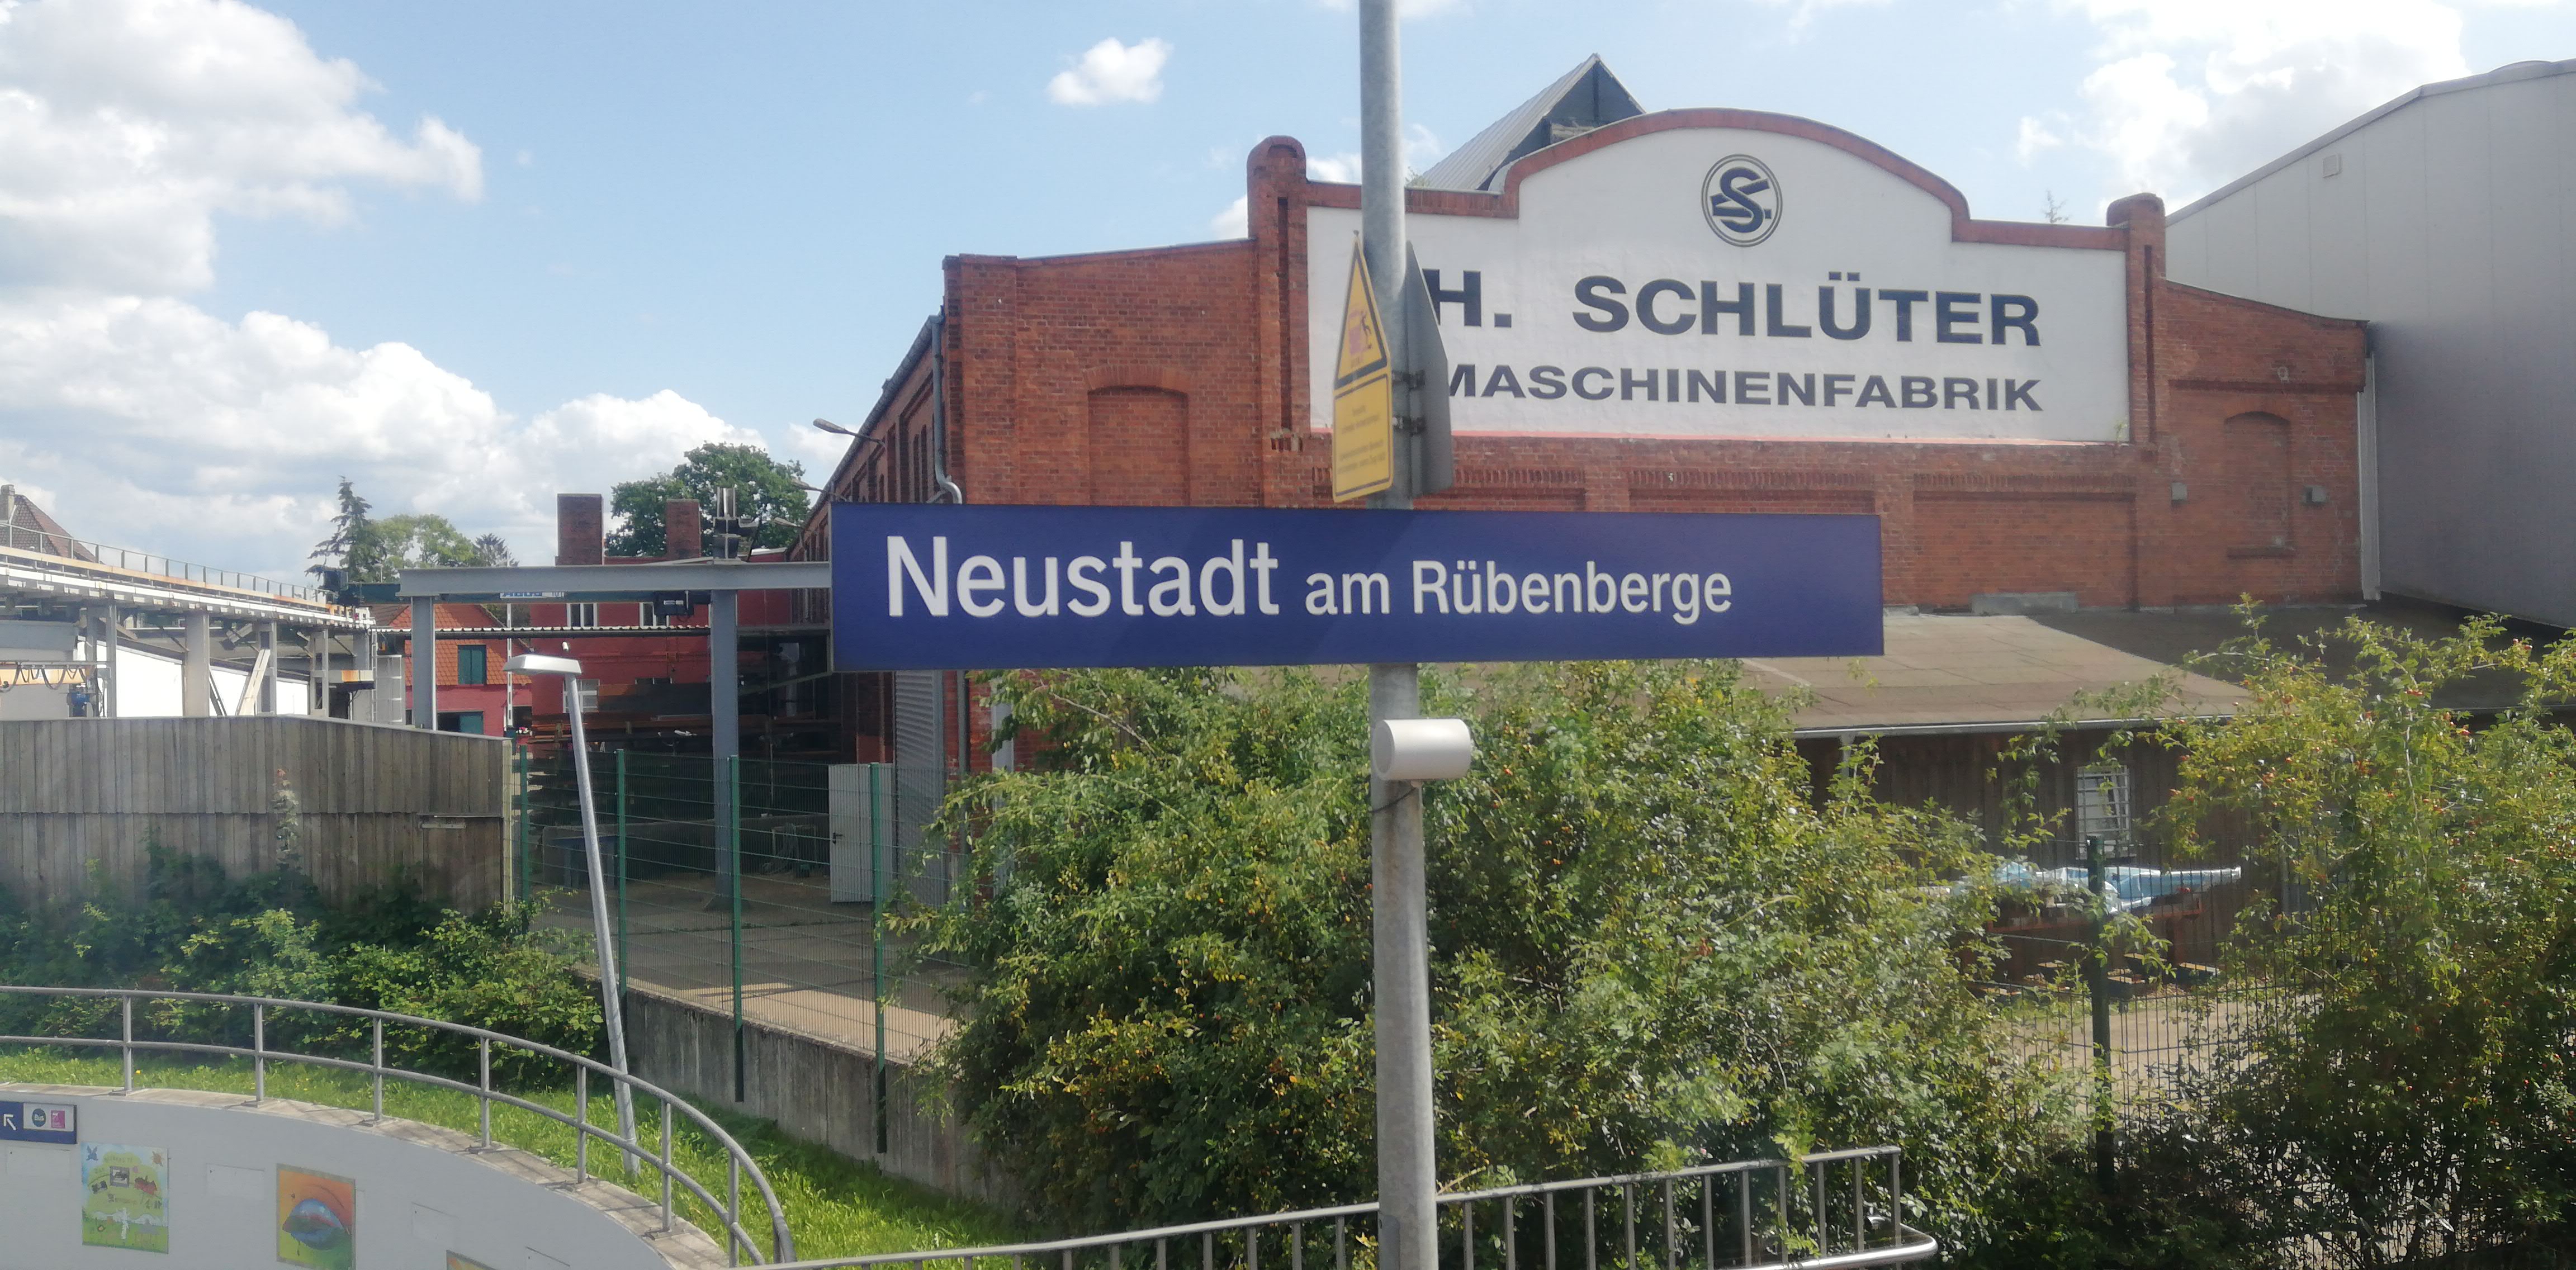 H. SCHLÜTER
MASCHINENFABRIK
Neustadt am Rübenberge